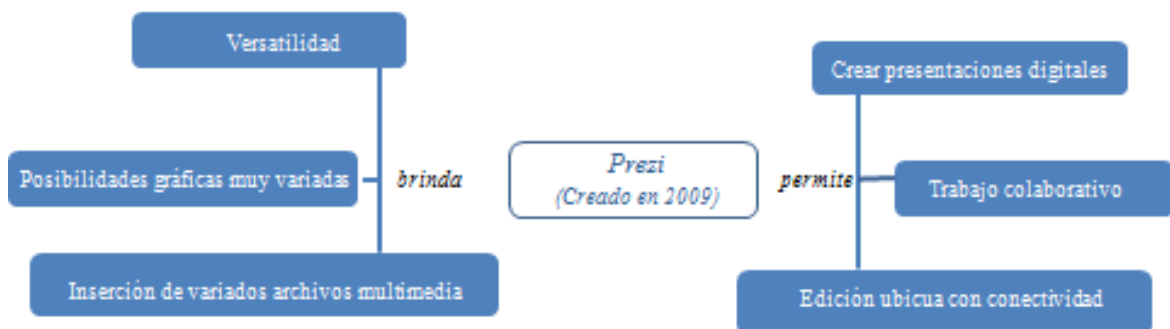 Versatilidad
Posibilidades gráficas muy variadas
Inserción de variados archivos multimedia
brinda
Prezi
(Creado en 2009)
permite
Crear presentaciones digitales
Trabajo colaborativo
Edición ubicua con conectividad